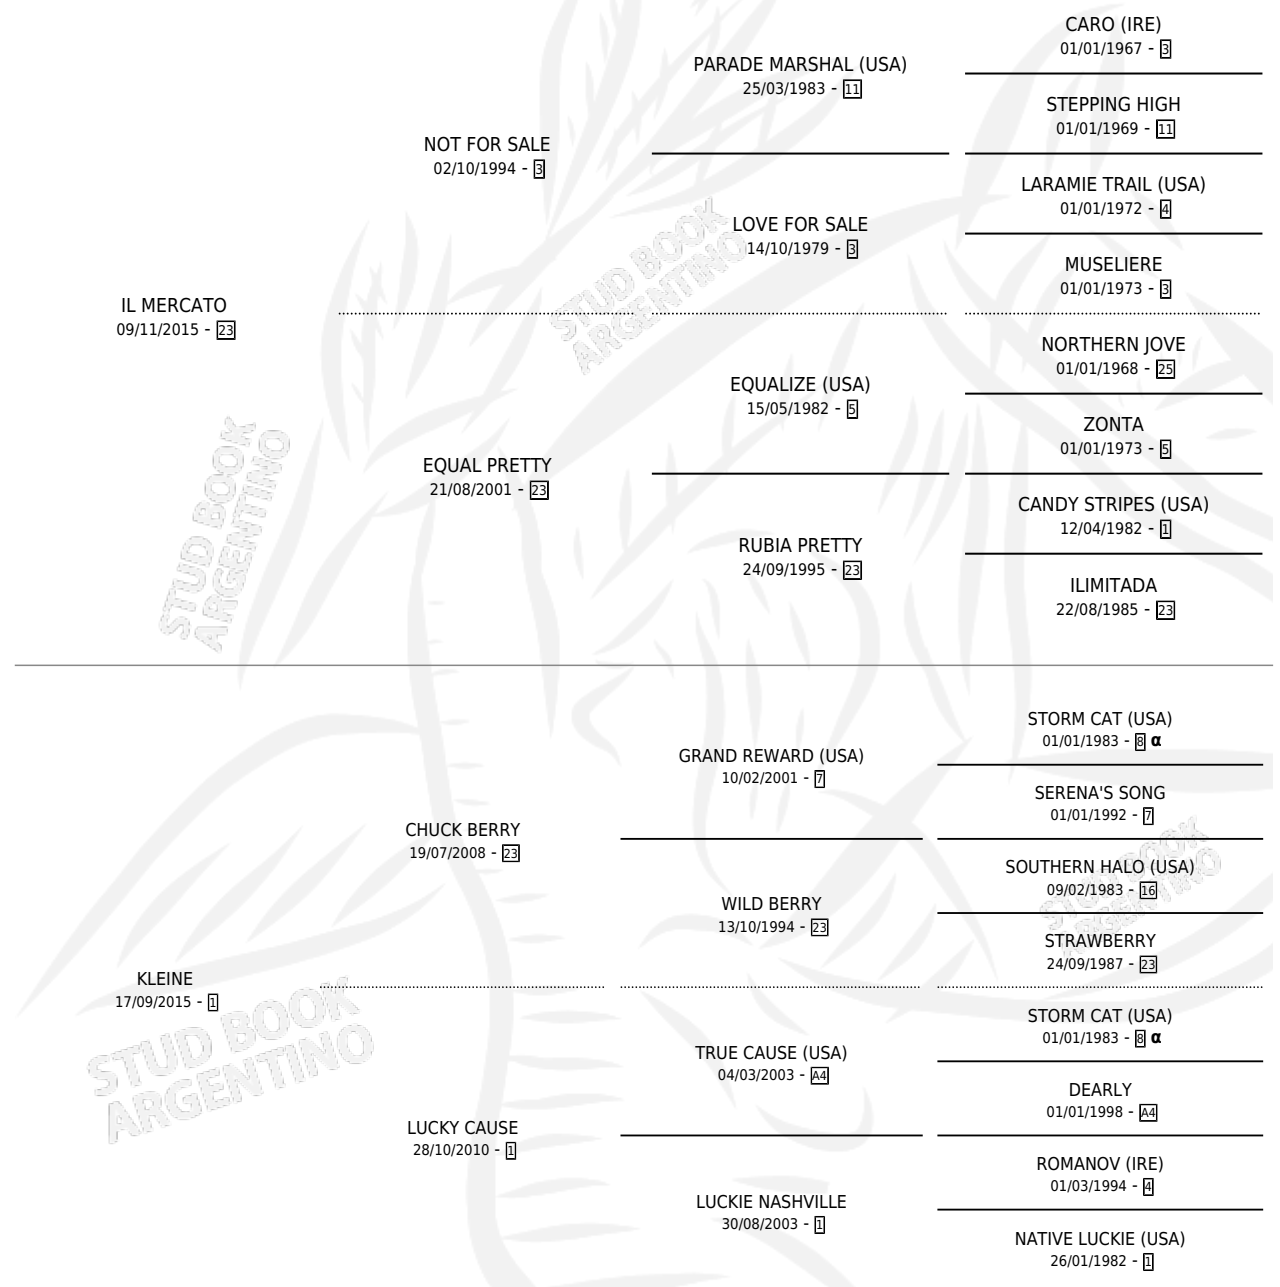 CARO (IRE)
01/01/1967 - 3
PARADE MARSHAL (USA)
25/03/1983 - 11
STEPPING HIGH
01/01/1969 - 11
NOT FOR SALE
02/10/1994 - 3
LARAMIE TRAIL (USA)
01/01/1972 - 4
LOVE FOR SALE
14/10/1979 - 3
MUSELIERE
01/01/1973 - 3
IL MERCATO
09/11/2015 - 23
NORTHERN JOVE
01/01/1968 - 25
EQUALIZE (USA)
15/05/1982 - 5
ZONTA
01/01/1973 - 5
EQUAL PRETTY
21/08/2001 - 23
CANDY STRIPES (USA)
12/04/1982 - 1
RUBIA PRETTY
24/09/1995 - 23
ILIMITADA
22/08/1985 - 23
STORM CAT (USA)
01/01/1983 - 8 α
GRAND REWARD (USA)
10/02/2001 - 7
SERENA'S SONG
01/01/1992 - 7
CHUCK BERRY
19/07/2008 - 23
SOUTHERN HALO (USA)
09/02/1983 - 16
WILD BERRY
13/10/1994 - 23
STRAWBERRY
24/09/1987 - 23
KLEINE
17/09/2015 - 1
STORM CAT (USA)
01/01/1983 - 8 α
TRUE CAUSE (USA)
04/03/2003 - A4
DEARLY
01/01/1998 - A4
LUCKY CAUSE
28/10/2010 - 1
ROMANOV (IRE)
01/03/1994 - 4
LUCKIE NASHVILLE
30/08/2003 - 1
NATIVE LUCKIE (USA)
26/01/1982 - 1
STUD BOOK
ARGENTINO
STUD BOOK
ARGENTINO
STUD BOOK
ARGENTINO
STUD BOOK
ARGENTINO